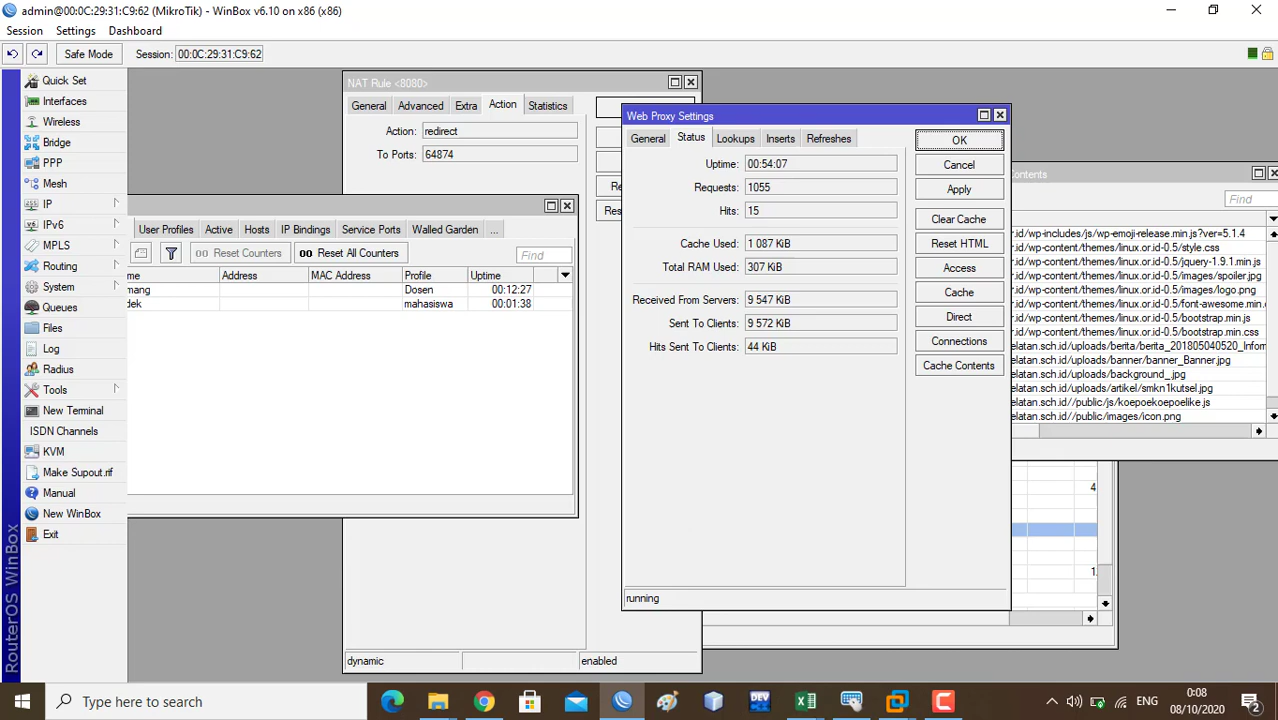 admin@00:0C:29:31:C9:62 (MikroTik) - WinBox v6.10 on x86 (x86)
Session Settings Dashboard
Safe Mode Session: 00:0C:29:31:C9:62
Quick Set
Interfaces
Wireless
Bridge
PPP
Mesh
IP
IPv6
MPLS
Routing
System
Queues
Files
Log
Radius
Tools
New Terminal
ISDN Channels
KVM
Make Supout.rif
Manual
New WinBox
Exit
RouterOS WinBox
NAT Rule <8080>
General Advanced Extra Action Statistics
Action: redirect
To Ports: 64874
Re
Res
dynamic enabled
User Profiles Active Hosts IP Bindings Service Ports Walled Garden ...
00 Reset Counters 00 Reset All Counters Find
me Address MAC Address Profile Uptime
mang Dosen 00:12:27
dek mahasiswa 00:01:38
Web Proxy Settings
General Status Lookups Inserts Refreshes
Uptime: 00:54:07
Requests: 1055
Hits: 15
Cache Used: 1 087 KiB
Total RAM Used: 307 KiB
Received From Servers: 9 547 KiB
Sent To Clients: 9 572 KiB
Hits Sent To Clients: 44 KiB
OK
Cancel
Apply
Clear Cache
Reset HTML
Access
Cache
Direct
Connections
Cache Contents
running
ontents
Find
r.id/wp-includes/js/wp-emoji-release.min.js?ver=5.1.4
r.id/wp-content/themes/linux.or.id-0.5/style.css
r.id/wp-content/themes/linux.or.id-0.5/jquery-1.9.1.min.js
r.id/wp-content/themes/linux.or.id-0.5/images/spoiler.jpg
r.id/wp-content/themes/linux.or.id-0.5/images/logo.png
r.id/wp-content/themes/linux.or.id-0.5/font-awesome.min.c
r.id/wp-content/themes/linux.or.id-0.5/bootstrap.min.js
r.id/wp-content/themes/linux.or.id-0.5/bootstrap.min.css
elatan.sch.id/uploads/berita/berita_201805040520_Inforn
elatan.sch.id/uploads/banner/banner_Banner.jpg
elatan.sch.id/uploads/background_.jpg
elatan.sch.id/uploads/artikel/smkn1kutsel.jpg
elatan.sch.id//public/js/koepoekoepoelike.js
elatan.sch.id//public/images/icon.png
4
1.
Type here to search
DEV
ENG
0:08
08/10/2020
2